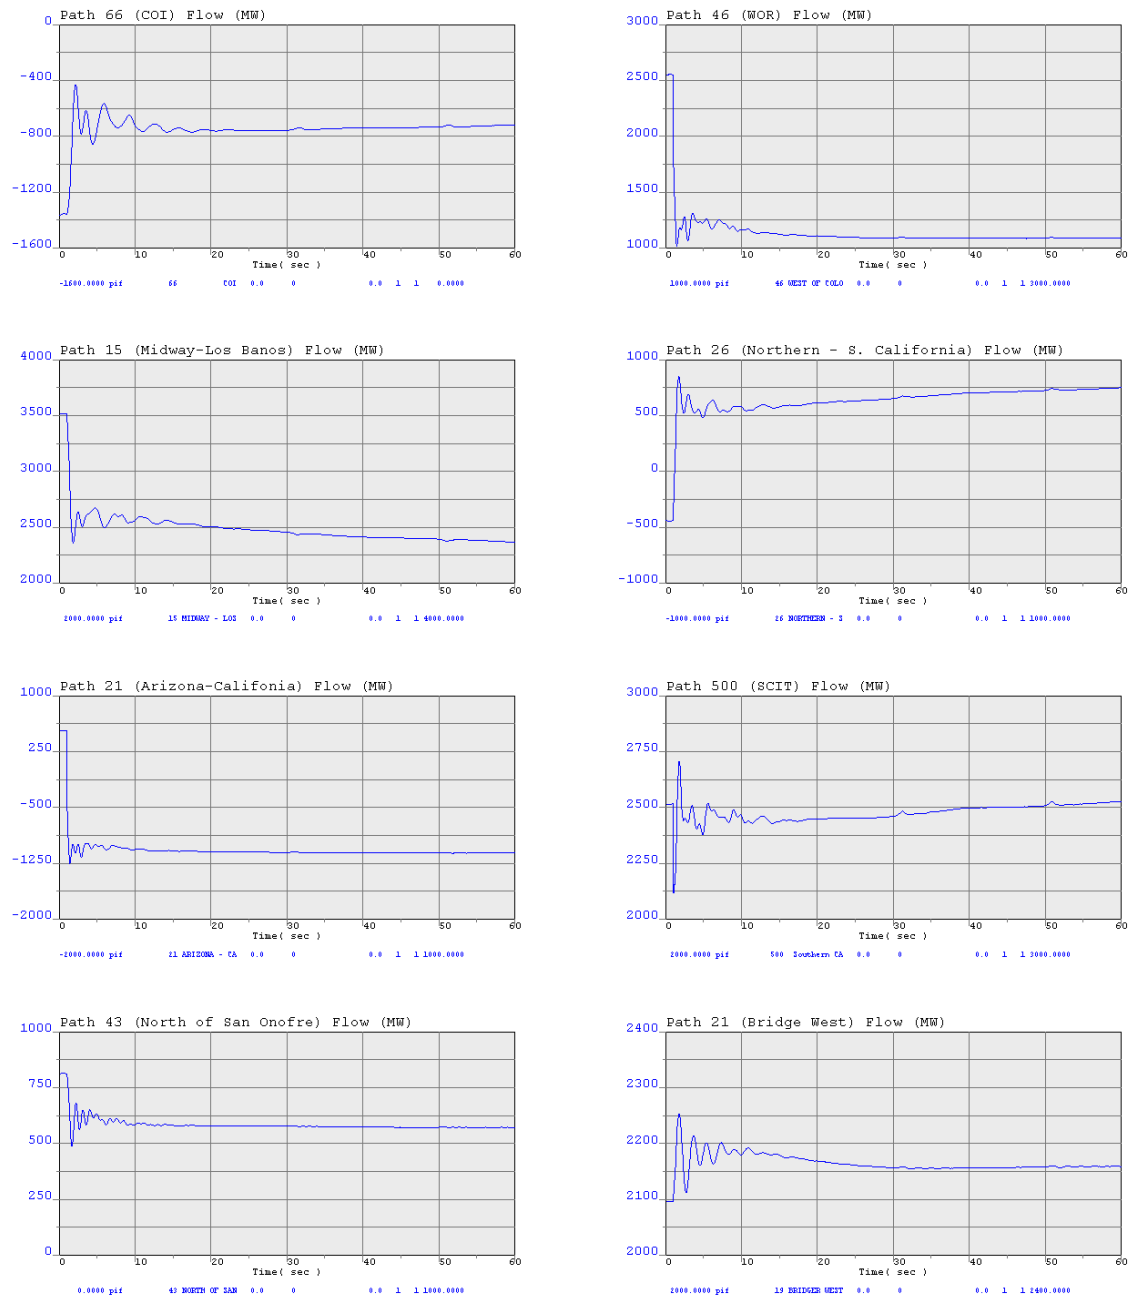 Path 66 (COI) Flow (MW)
0
-400
-800
-1200
-1600
0 10 20 30 40 50 60
Time( sec )
-1600.0000 pif 66 COI 0.0 0 0.0 1 1 0.0000
Path 46 (WOR) Flow (MW)
3000
2500
2000
1500
1000
0 10 20 30 40 50 60
Time( sec )
1000.0000 pif 46 WEST OF COLO 0.0 0 0.0 1 1 3000.0000
Path 15 (Midway-Los Banos) Flow (MW)
4000
3500
3000
2500
2000
0 10 20 30 40 50 60
Time( sec )
2000.0000 pif 15 MIDWAY - LOS 0.0 0 0.0 1 1 4000.0000
Path 26 (Northern - S. California) Flow (MW)
1000
500
0
-500
-1000
0 10 20 30 40 50 60
Time( sec )
-1000.0000 pif 26 NORTHERN - S 0.0 0 0.0 1 1 1000.0000
Path 21 (Arizona-Califonia) Flow (MW)
1000
250
-500
-1250
-2000
0 10 20 30 40 50 60
Time( sec )
-2000.0000 pif 21 ARIZONA - CA 0.0 0 0.0 1 1 1000.0000
Path 500 (SCIT) Flow (MW)
3000
2750
2500
2250
2000
0 10 20 30 40 50 60
Time( sec )
2000.0000 pif 500 Southern CA 0.0 0 0.0 1 1 3000.0000
Path 43 (North of San Onofre) Flow (MW)
1000
750
500
250
0
0 10 20 30 40 50 60
Time( sec )
0.0000 pif 43 NORTH OF SAN 0.0 0 0.0 1 1 1000.0000
Path 21 (Bridge West) Flow (MW)
2400
2300
2200
2100
2000
0 10 20 30 40 50 60
Time( sec )
2000.0000 pif 19 BRIDGER WEST 0.0 0 0.0 1 1 2400.0000